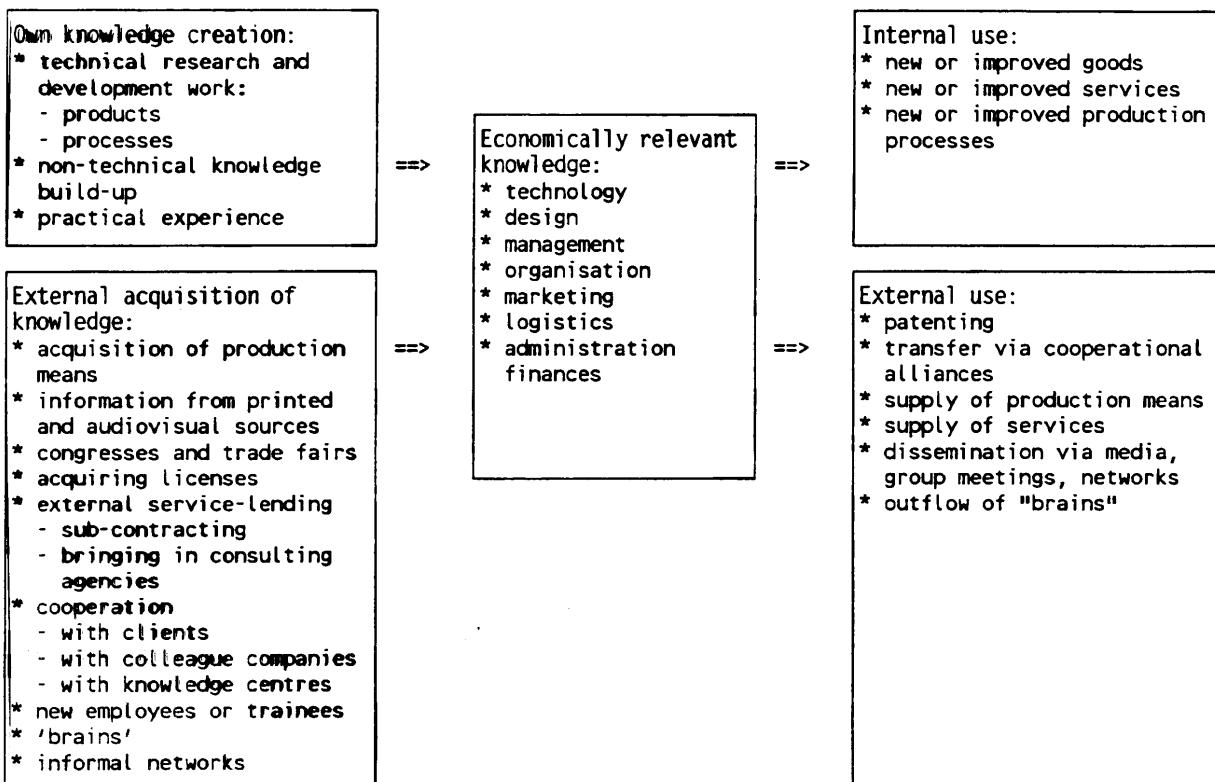 Own knowledge creation:
* technical research and
development work:
- products
- processes
* non-technical knowledge
build-up
* practical experience
==>
External acquisition of
knowledge:
* acquisition of production
means
* information from printed
and audiovisual sources
* congresses and trade fairs
* acquiring licenses
* external service-lending
- sub-contracting
- bringing in consulting
agencies
* cooperation
- with clients
- with colleague companies
- with knowledge centres
* new employees or trainees
* 'brains'
* informal networks
==>
Economically relevant
knowledge:
* technology
* design
* management
* organisation
* marketing
* logistics
* administration
finances
==>
Internal use:
* new or improved goods
* new or improved services
* new or improved production
processes
==>
External use:
* patenting
* transfer via cooperational
alliances
* supply of production means
* supply of services
* dissemination via media,
group meetings, networks
* outflow of "brains"